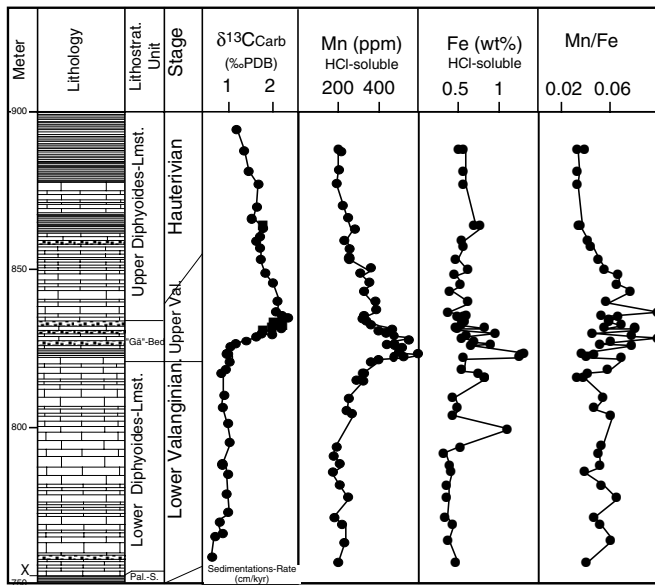 Meter
Lithology
Lithostrat. Unit
Stage
δ13CCarb
(‰PDB)
1 2
Mn (ppm)
HCl-soluble
200 400
Fe (wt%)
HCl-soluble
0.5 1
Mn/Fe
0.02 0.06
900
850
800
X
750
Upper Diphyoides-Lmst.
"Gä"-Bed
Lower Diphyoides-Lmst.
Pal.-S.
Hauterivian
Upper Val.
Lower Valanginian.
Sedimentations-Rate
(cm/kyr)